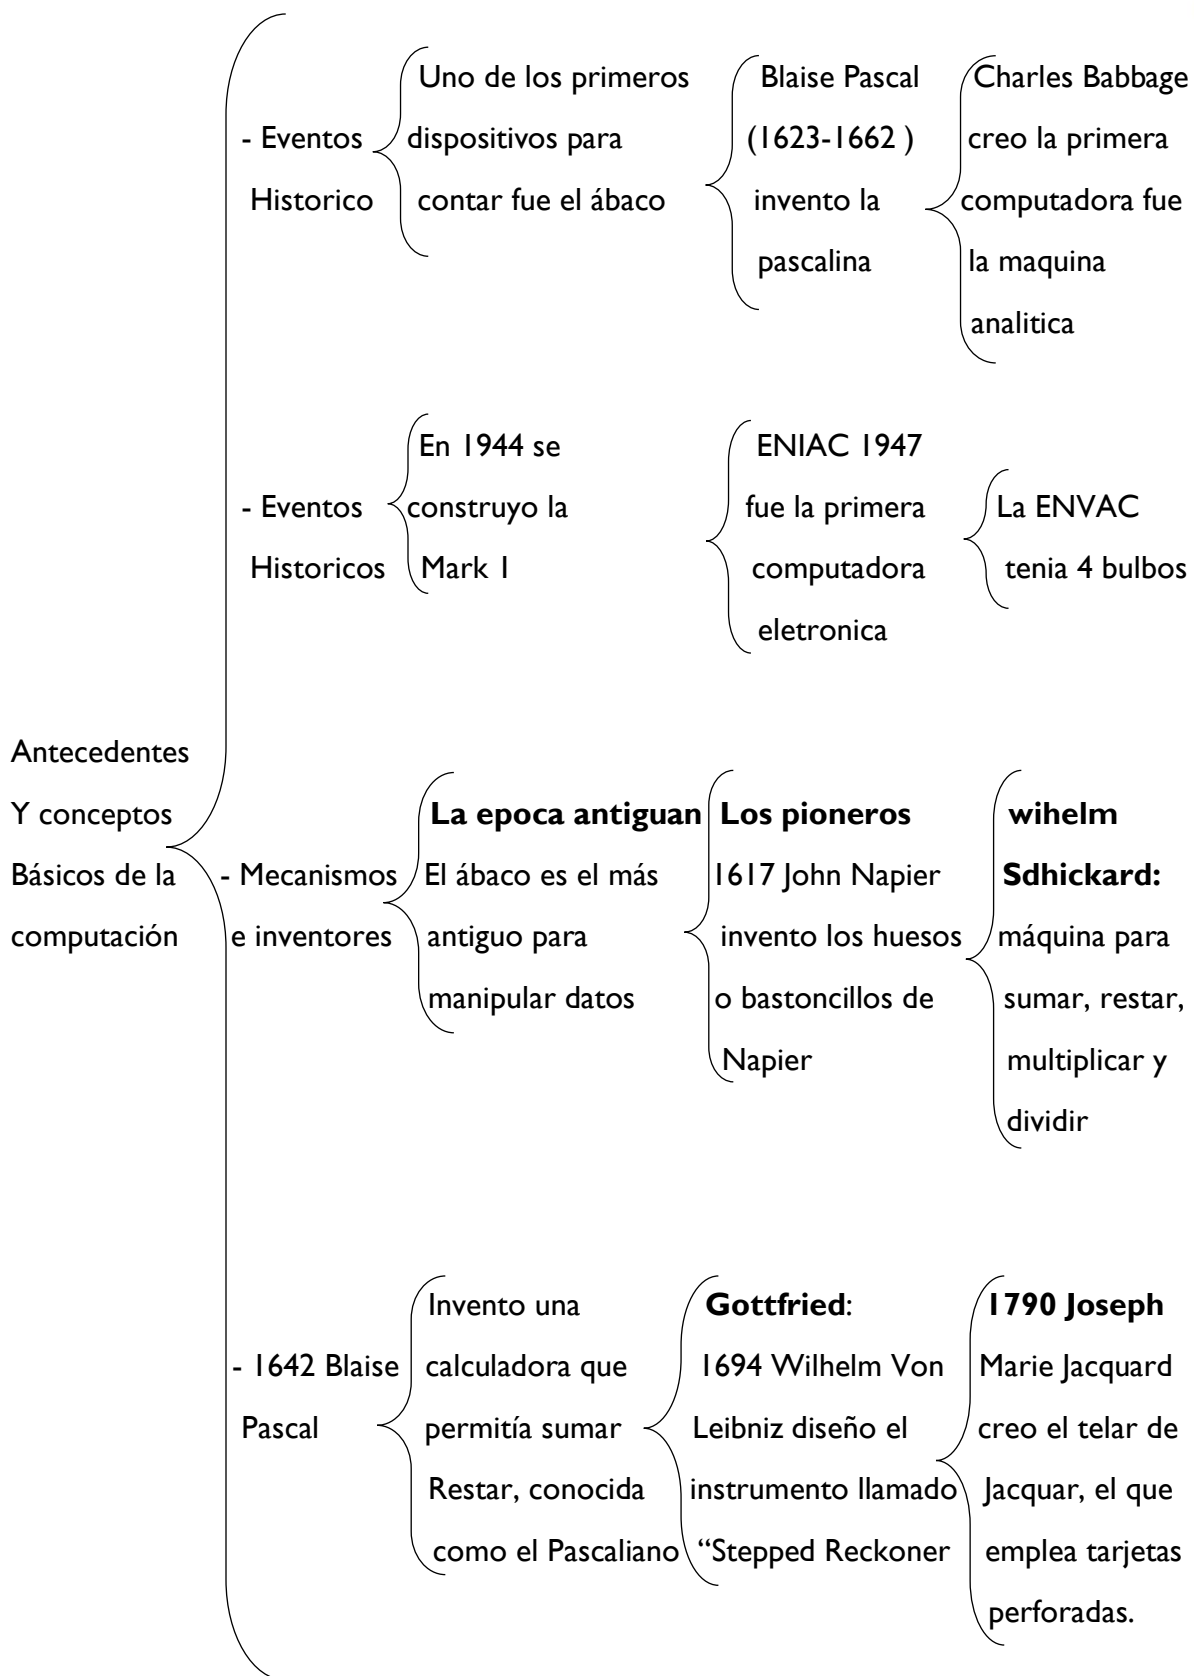 Antecedentes
Y conceptos
Básicos de la
computación
- Eventos
Historico
Uno de los primeros
dispositivos para
contar fue el ábaco
Blaise Pascal
(1623-1662 )
invento la
pascalina
Charles Babbage
creo la primera
computadora fue
la maquina
analitica
- Eventos
Historicos
En 1944 se
construyo la
Mark I
ENIAC 1947
fue la primera
computadora
eletronica
La ENVAC
tenia 4 bulbos
- Mecanismos
e inventores
La epoca antiguan
El ábaco es el más
antiguo para
manipular datos
Los pioneros
1617 John Napier
invento los huesos
o bastoncillos de
Napier
wihelm
Sdhickard:
máquina para
sumar, restar,
multiplicar y
dividir
- 1642 Blaise
Pascal
Invento una
calculadora que
permitía sumar
Restar, conocida
como el Pascaliano
Gottfried:
1694 Wilhelm Von
Leibniz diseño el
instrumento llamado
“Stepped Reckoner
1790 Joseph
Marie Jacquard
creo el telar de
Jacquar, el que
emplea tarjetas
perforadas.